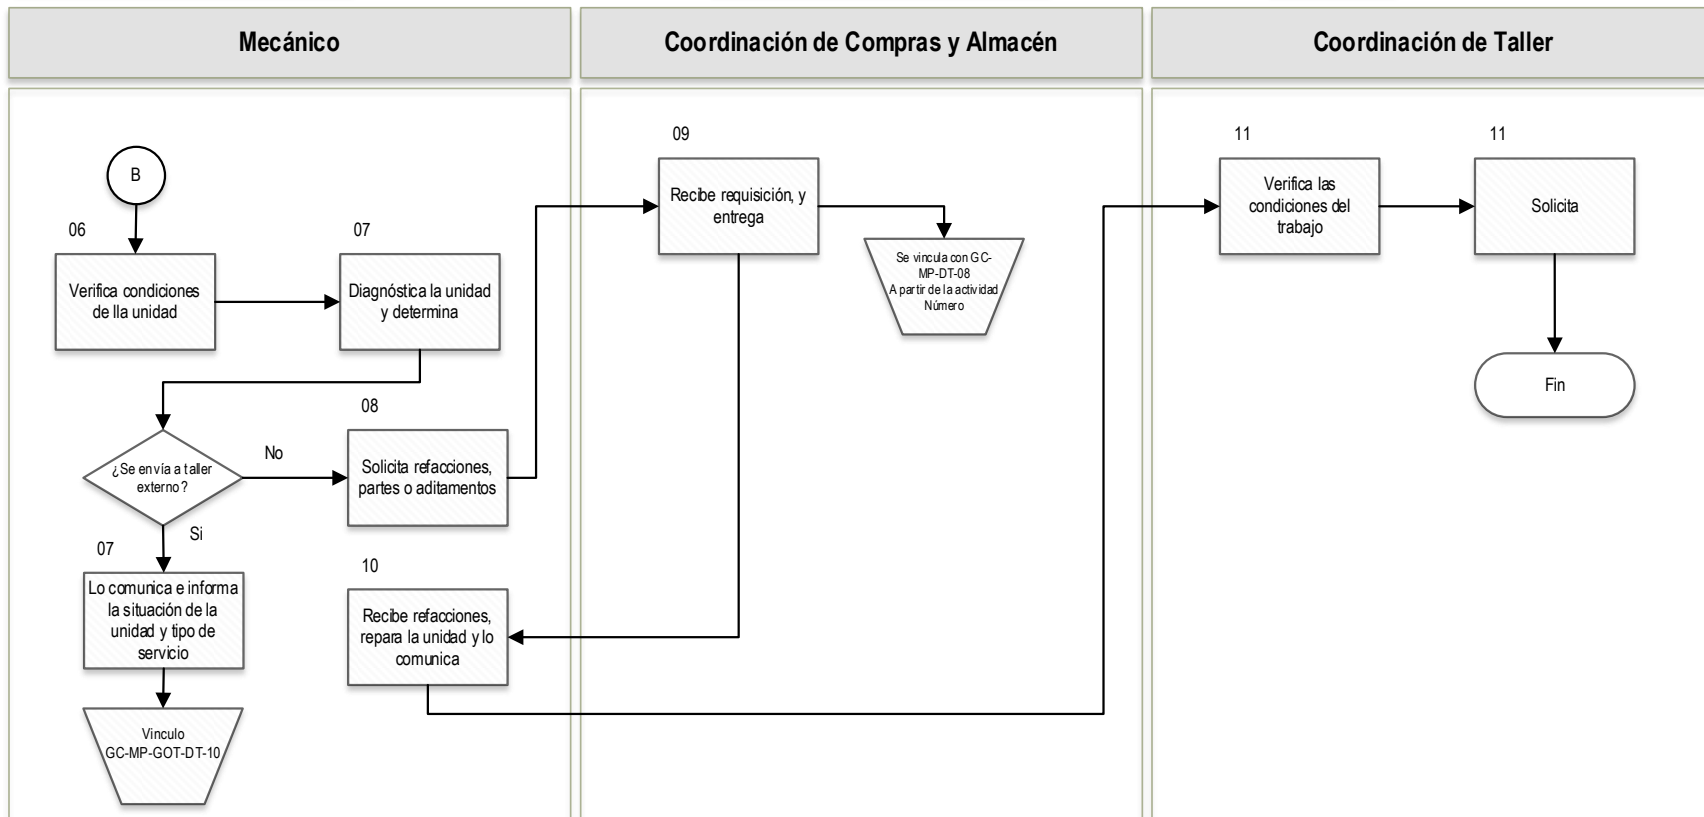 Mecánico
Coordinación de Compras y Almacén
Coordinación de Taller
B
06
Verifica condiciones
de lla unidad
07
Diagnóstica la unidad
y determina
¿Se envía a taller
externo?
No
Si
08
Solicita refacciones,
partes o aditamentos
07
Lo comunica e informa
la situación de la
unidad y tipo de
servicio
Vinculo
GC-MP-GOT-DT-10
10
Recibe refacciones,
repara la unidad y lo
comunica
09
Recibe requisición, y
entrega
Se vincula con GC-
MP-DT-08
A partir de la actividad
Número
11
Verifica las
condiciones del
trabajo
11
Solicita
Fin